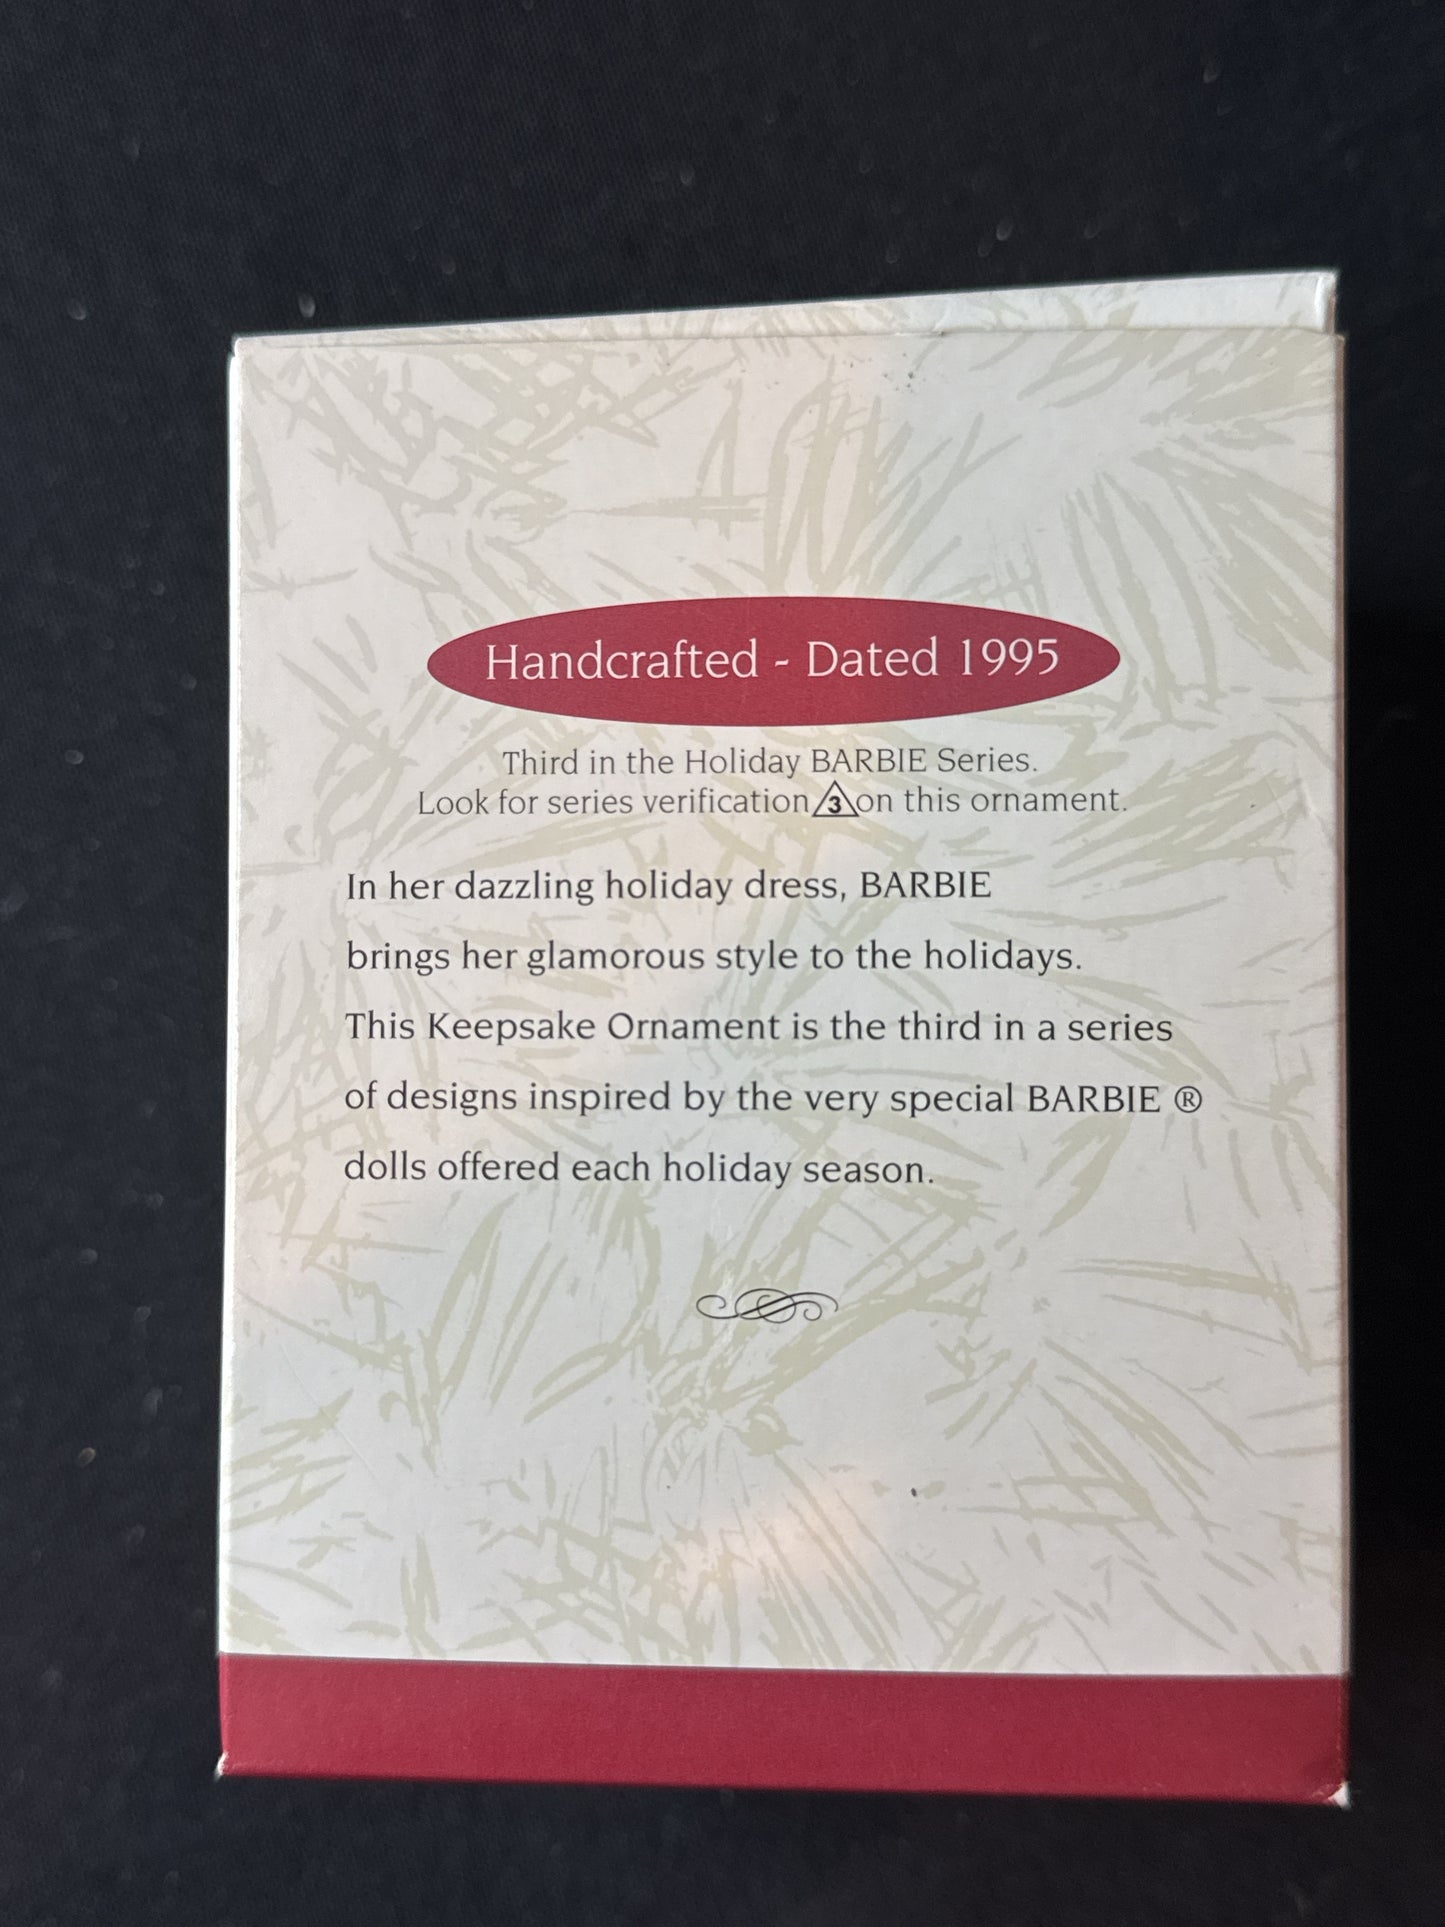 Handcrafted - Dated 1995
Third in the Holiday BARBIE Series.
Look for series verification 3 on this ornament.
In her dazzling holiday dress, BARBIE
brings her glamorous style to the holidays.
This Keepsake Ornament is the third in a series
of designs inspired by the very special BARBIE ®
dolls offered each holiday season.